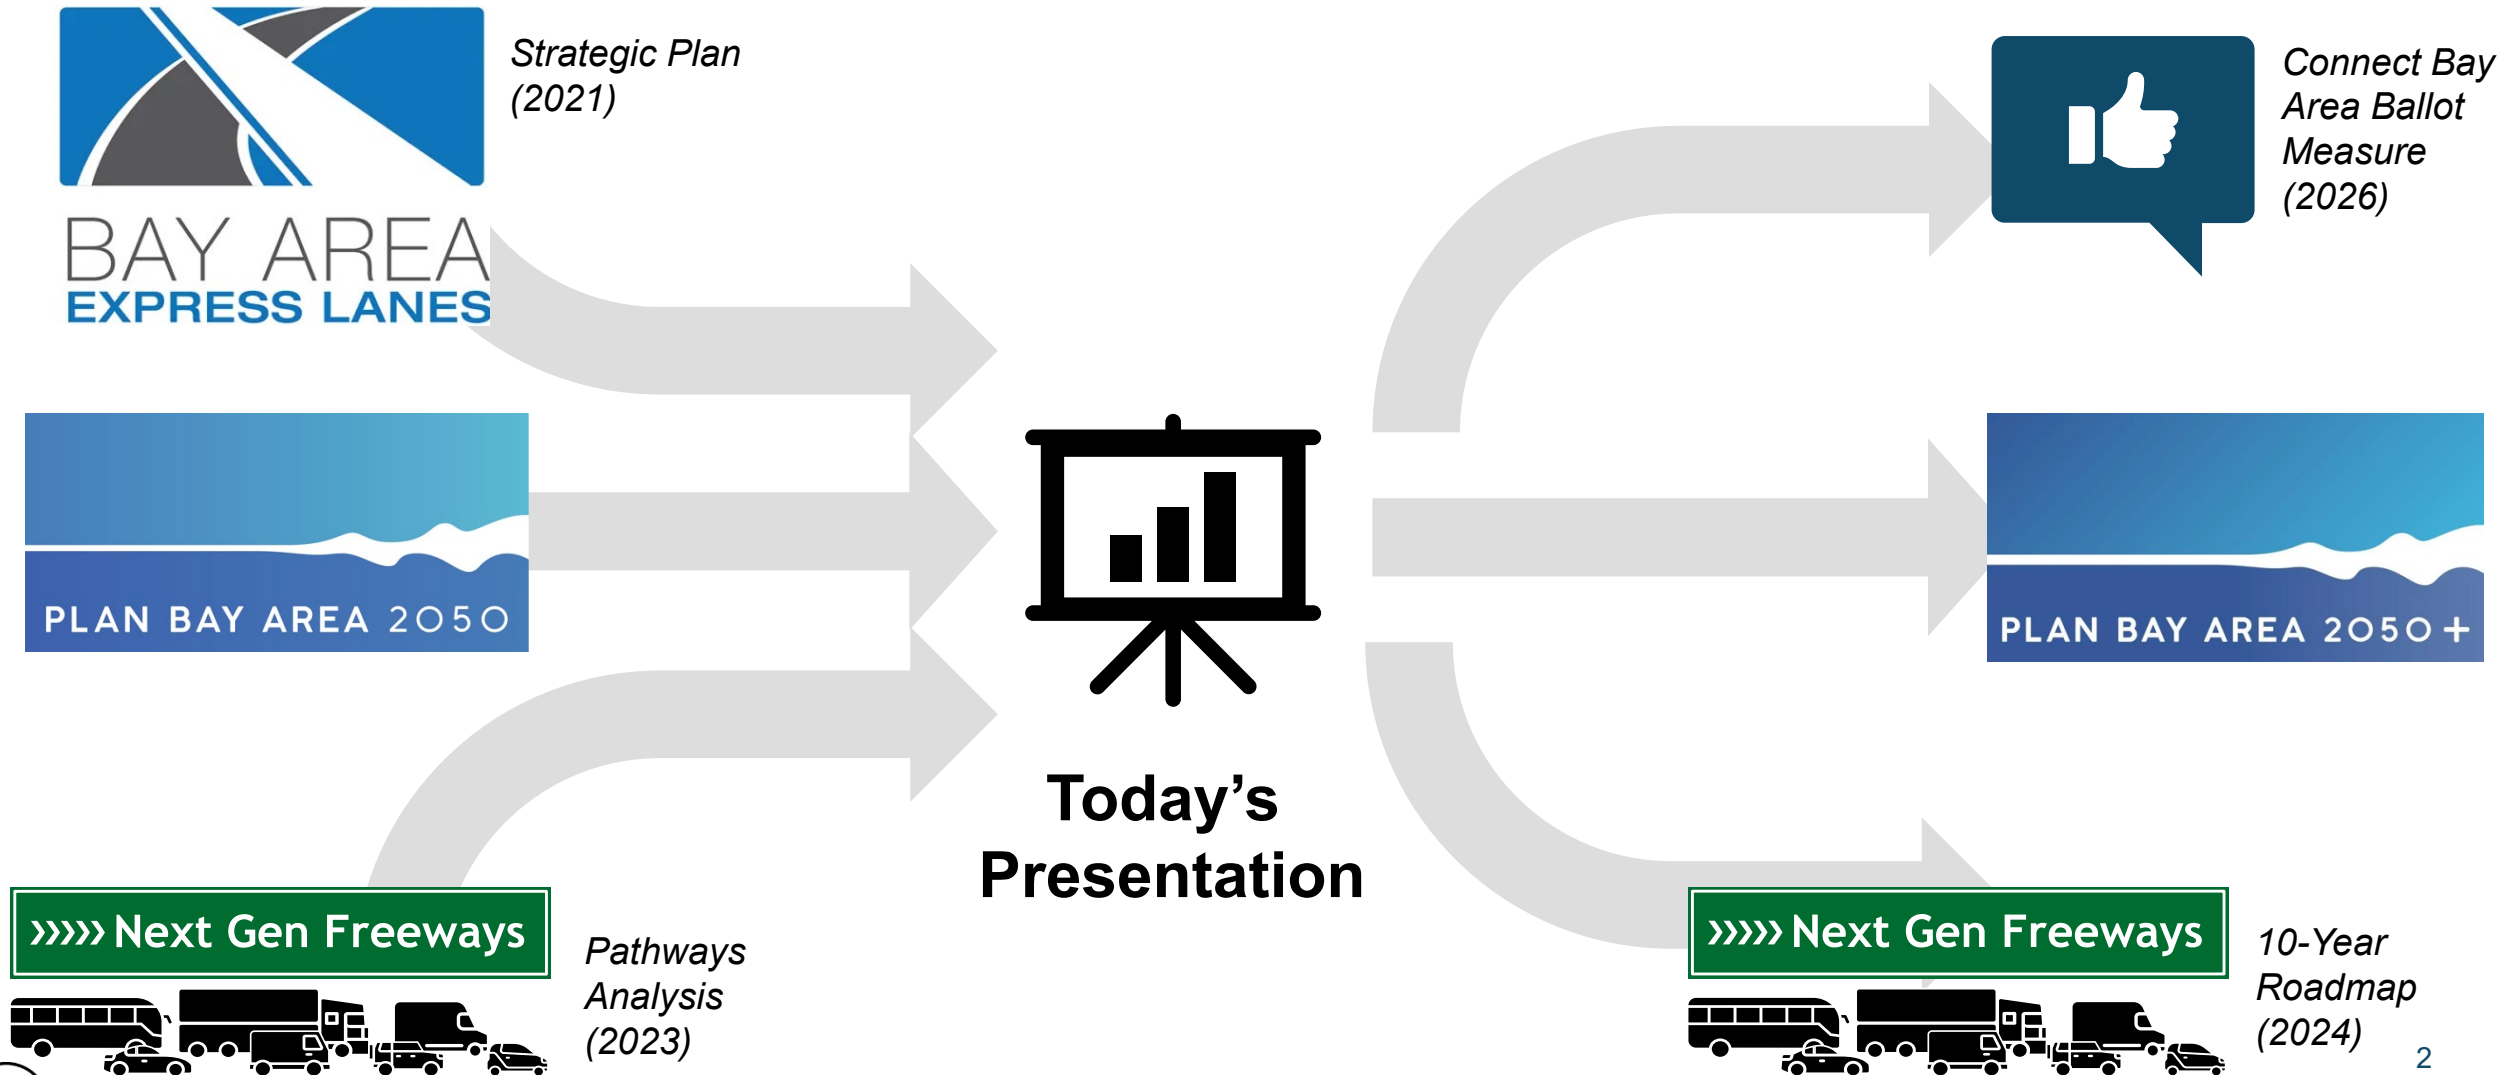 Strategic Plan
(2021)
BAY AREA
EXPRESS LANES
PLAN BAY AREA 2050
Next Gen Freeways
Pathways
Analysis
(2023)
Today’s
Presentation
Connect Bay
Area Ballot
Measure
(2026)
PLAN BAY AREA 2050+
Next Gen Freeways
10-Year
Roadmap
(2024)
2